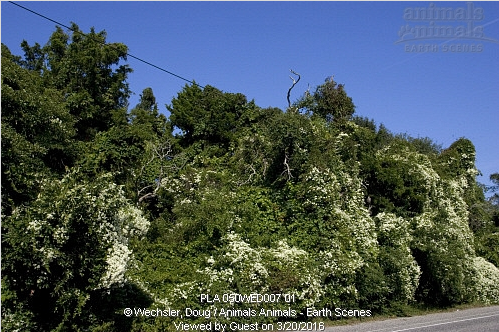 animals
animals
EARTH SCENES
PLA 060WED007 01
© Wechsler, Doug / Animals Animals - Earth Scenes
Viewed by Guest on 3/20/2016